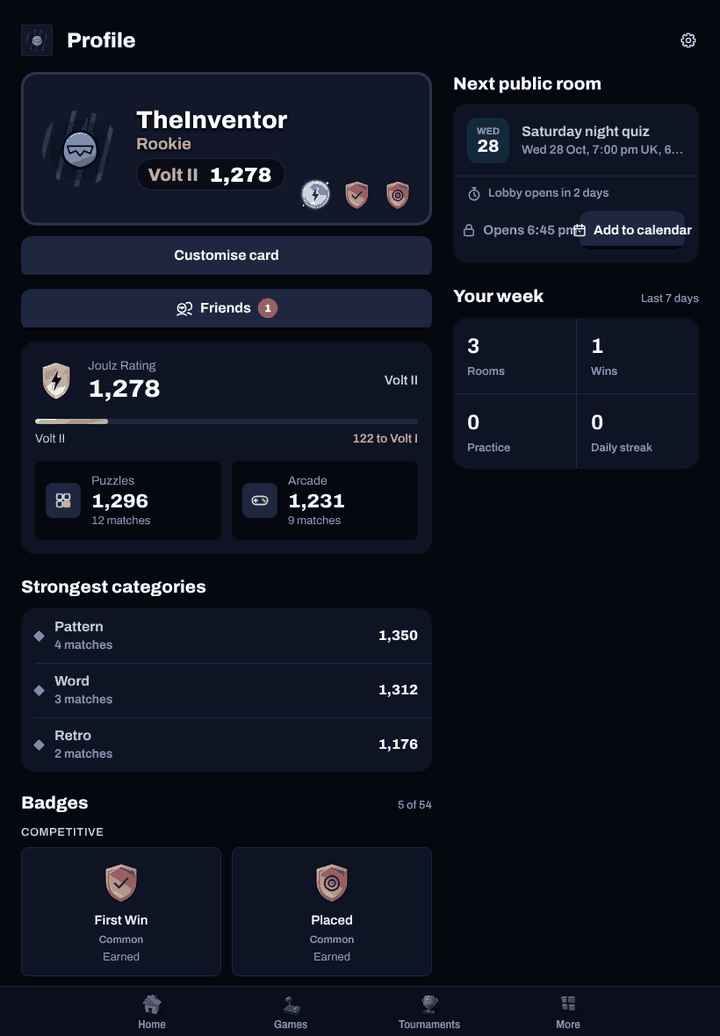 Profile
TheInventor
Rookie
Volt II 1,278
Customise card
Friends 1
Joulz Rating
1,278
Volt II
Volt II
122 to Volt I
Puzzles
1,296
12 matches
Arcade
1,231
9 matches
Strongest categories
Pattern
4 matches
1,350
Word
3 matches
1,312
Retro
2 matches
1,176
Badges
5 of 54
COMPETITIVE
First Win
Common
Earned
Placed
Common
Earned
Next public room
WED
28
Saturday night quiz
Wed 28 Oct, 7:00 pm UK, 6...
Lobby opens in 2 days
Opens 6:45 pm
Add to calendar
Your week
Last 7 days
3
Rooms
1
Wins
0
Practice
0
Daily streak
Home
Games
Tournaments
More